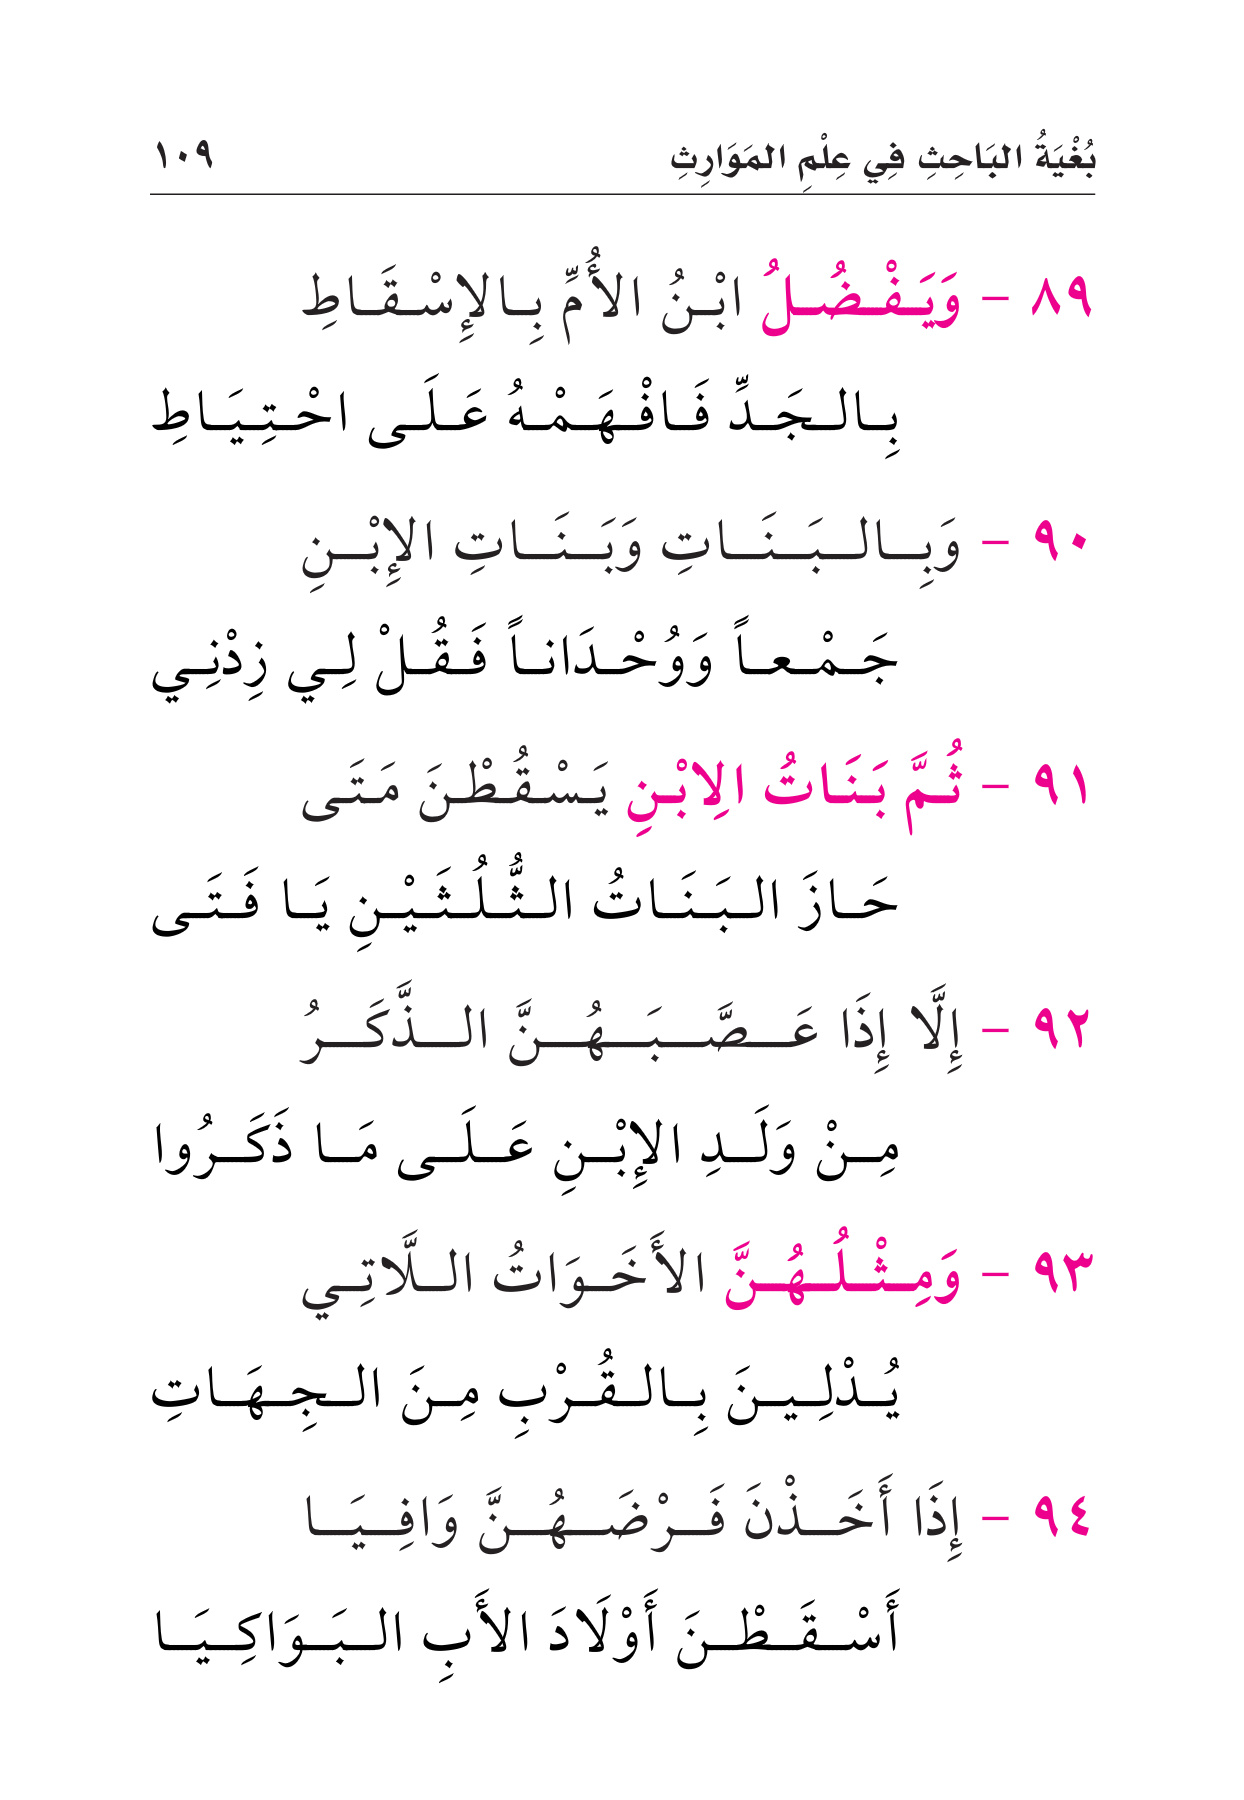 بُغْيَةُ البَاحِثِ فِي عِلْمِ المَوَارِثِ ١٠٩
٨٩ - وَيَفْضُلُ ابْنُ الأُمِّ بِالإِسْقَاطِ
بِالجَدِّ فَافْهَمْهُ عَلَى احْتِيَاطِ
٩٠ - وَبِالبَنَاتِ وَبَنَاتِ الإِبْنِ
جَمْعاً وَوُحْدَاناً فَقُلْ لِي زِدْنِي
٩١ - ثُمَّ بَنَاتُ الِابْنِ يَسْقُطْنَ مَتَى
حَازَ البَنَاتُ الثُّلُثَيْنِ يَا فَتَى
٩٢ - إِلَّا إِذَا عَصَّبَهُنَّ الذَّكَرُ
مِنْ وَلَدِ الإِبْنِ عَلَى مَا ذَكَرُوا
٩٣ - وَمِثْلُهُنَّ الأَخَوَاتُ اللَّاتِي
يُدْلِينَ بِالقُرْبِ مِنَ الجِهَاتِ
٩٤ - إِذَا أَخَذْنَ فَرْضَهُنَّ وَافِيَا
أَسْقَطْنَ أَوْلَادَ الأَبِ البَوَاكِيَا